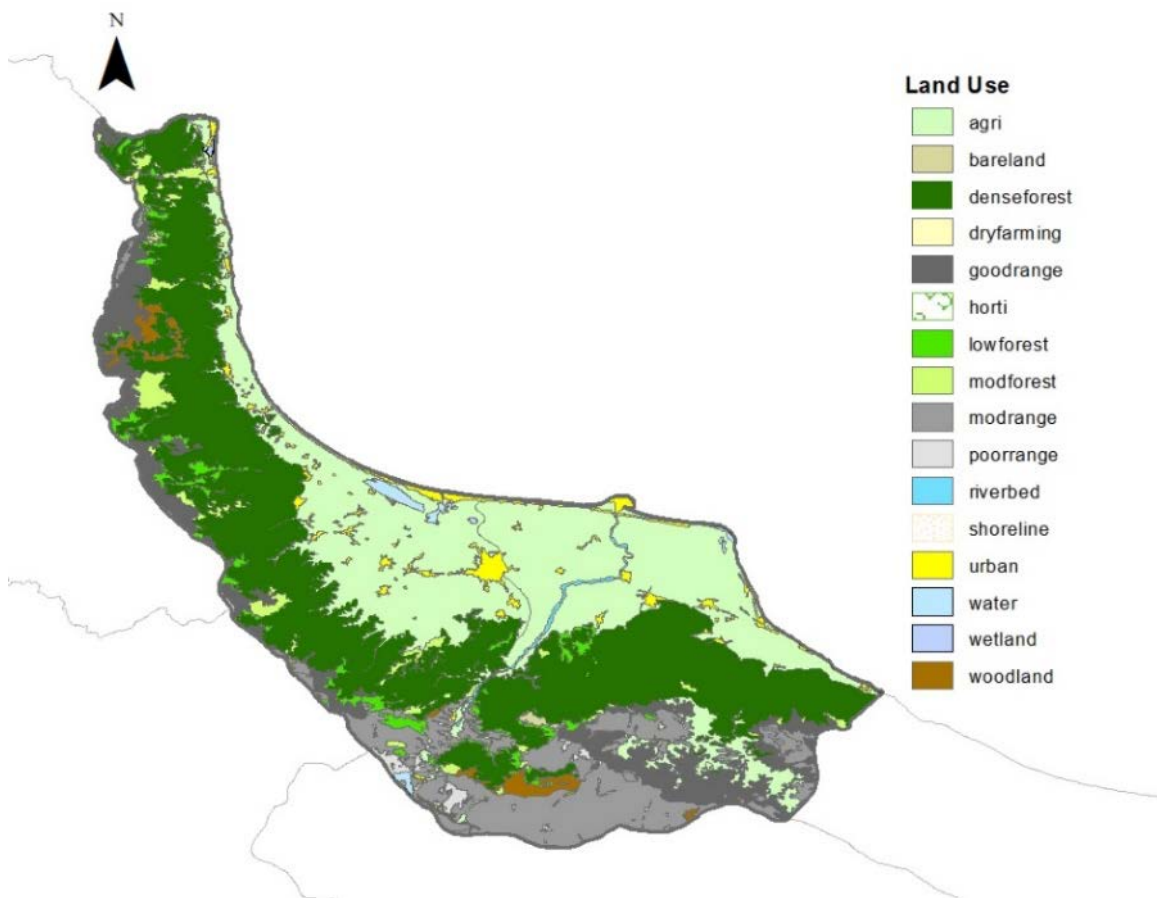 N
Land Use
agri
bareland
denseforest
dryfarming
goodrange
horti
lowforest
modforest
modrange
poorrange
riverbed
shoreline
urban
water
wetland
woodland